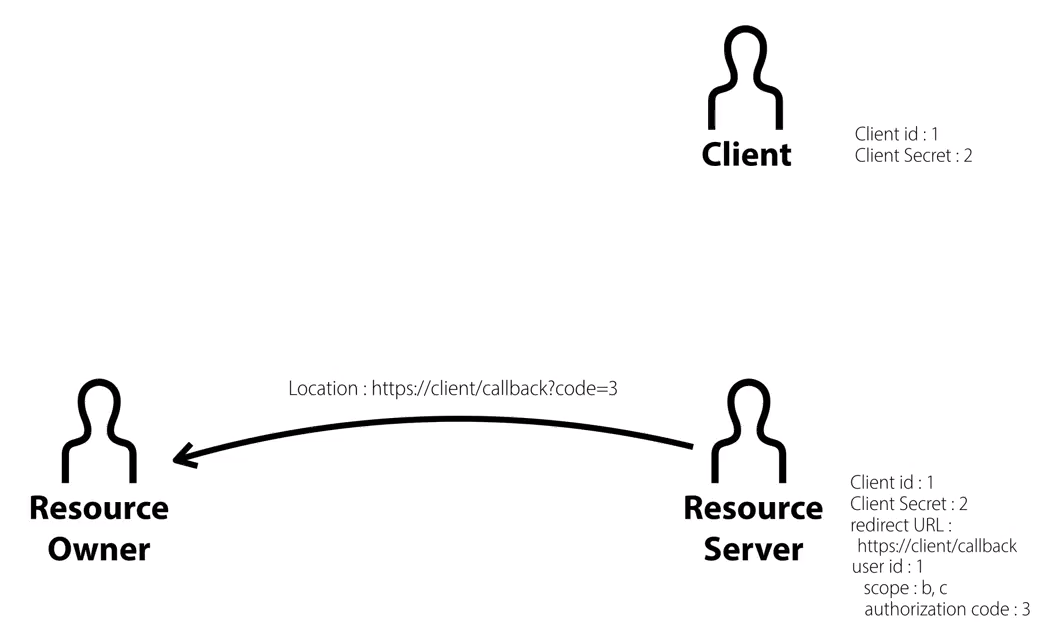 Client
Client id : 1
Client Secret : 2
Location : https://client/callback?code=3
Resource
Owner
Resource
Server
Client id : 1
Client Secret : 2
redirect URL :
https://client/callback
user id : 1
scope : b, c
authorization code : 3